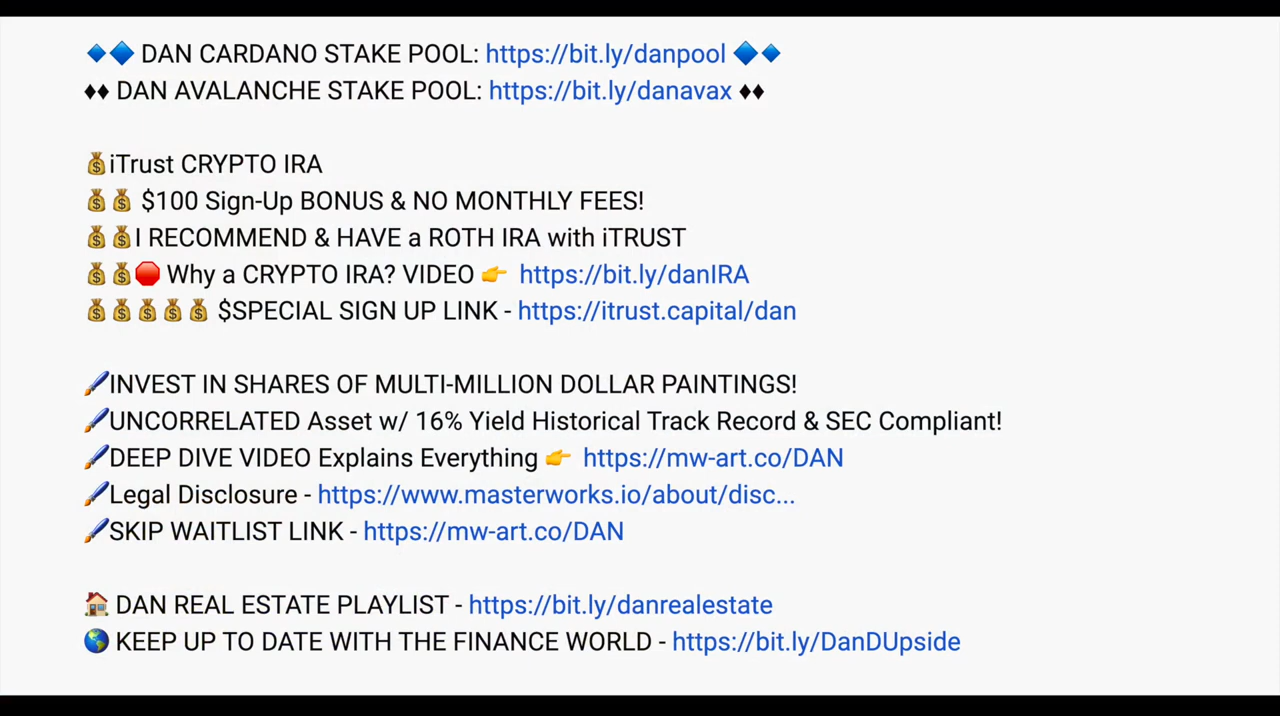 🔹🔷 DAN CARDANO STAKE POOL: https://bit.ly/danpool 🔷🔹
♦♦ DAN AVALANCHE STAKE POOL: https://bit.ly/danavax ♦♦
💰iTrust CRYPTO IRA
💰💰 $100 Sign-Up BONUS & NO MONTHLY FEES!
💰💰I RECOMMEND & HAVE a ROTH IRA with iTRUST
💰💰🛑 Why a CRYPTO IRA? VIDEO 👉 https://bit.ly/danIRA
💰💰💰💰💰 $SPECIAL SIGN UP LINK - https://itrust.capital/dan
🖌️INVEST IN SHARES OF MULTI-MILLION DOLLAR PAINTINGS!
🖌️UNCORRELATED Asset w/ 16% Yield Historical Track Record & SEC Compliant!
🖌️DEEP DIVE VIDEO Explains Everything 👉 https://mw-art.co/DAN
🖌️Legal Disclosure - https://www.masterworks.io/about/disc...
🖌️SKIP WAITLIST LINK - https://mw-art.co/DAN
🏠 DAN REAL ESTATE PLAYLIST - https://bit.ly/danrealestate
🌎 KEEP UP TO DATE WITH THE FINANCE WORLD - https://bit.ly/DanDUpside